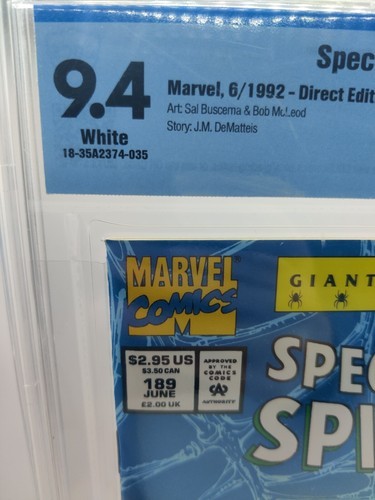 Spec
9.4
Marvel, 6/1992 - Direct Edit
Art: Sal Buscema & Bob McLeod
Story: J.M. DeMatteis
White
18-35A2374-035
MARVEL
COMICS
GIANT
$2.95 US
$3.50 CAN
189
JUNE
£2.00 UK
APPROVED
BY THE
COMICS
CODE
CA
AUTHORITY
SPEC
SPI